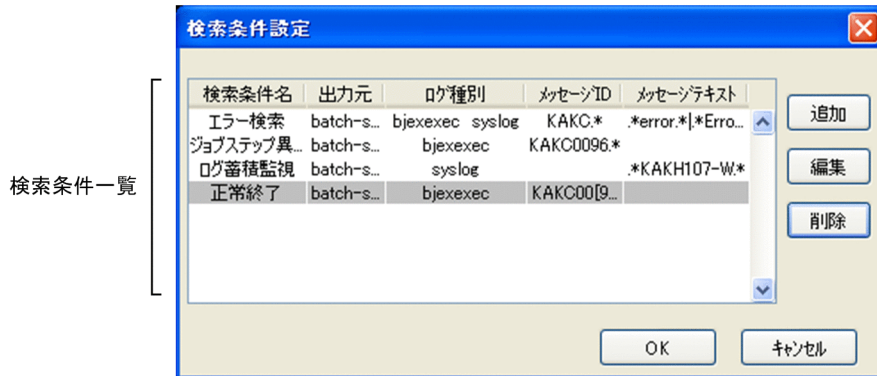 検索条件設定
検索条件名 出力元 ログ種別 メッセージID メッセージテキスト
エラー検索 batch-s... bjexexec syslog KAKC.* .*error.*|.*Erro...
ジョブステップ異... batch-s... bjexexec KAKC0096.*
ログ蓄積監視 batch-s... syslog .*KAKH107-W.*
正常終了 batch-s... bjexexec KAKC00[9...
追加
編集
削除
検索条件一覧
OK キャンセル